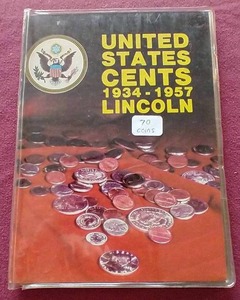 UNITED
STATES
CENTS
1934-1957
LINCOLN
70
COINS